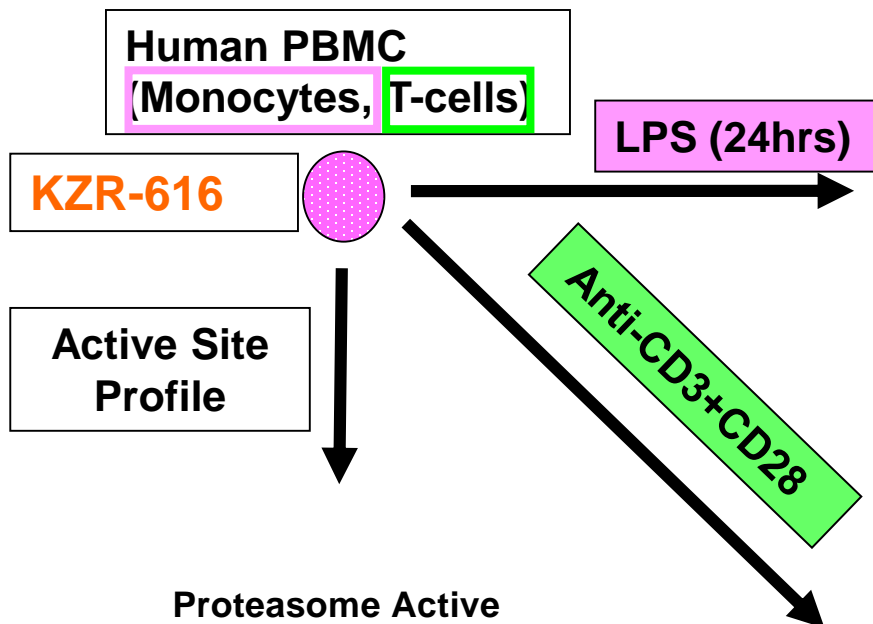 Human PBMC
(Monocytes, T-cells)
LPS (24hrs)
KZR-616
Anti-CD3+CD28
Active Site
Profile
Proteasome Active